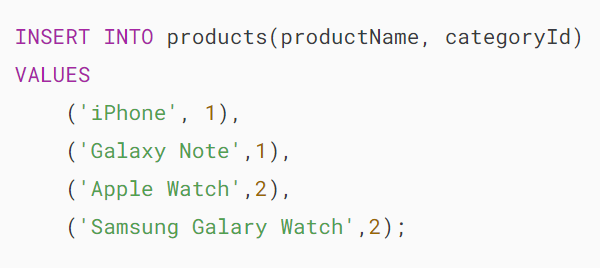 INSERT INTO products(productName, categoryId)
VALUES
('iPhone', 1),
('Galaxy Note',1),
('Apple Watch',2),
('Samsung Galary Watch',2);